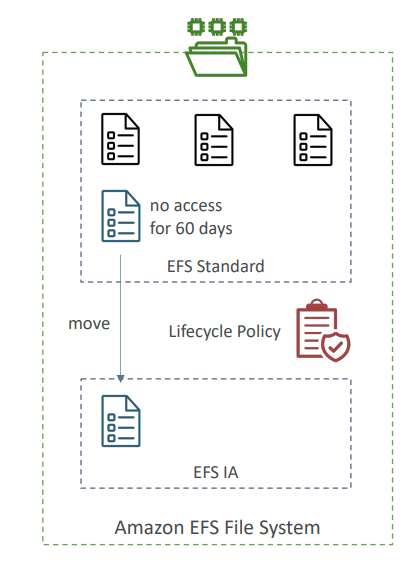 no access
for 60 days
EFS Standard
move
Lifecycle Policy
EFS IA
Amazon EFS File System